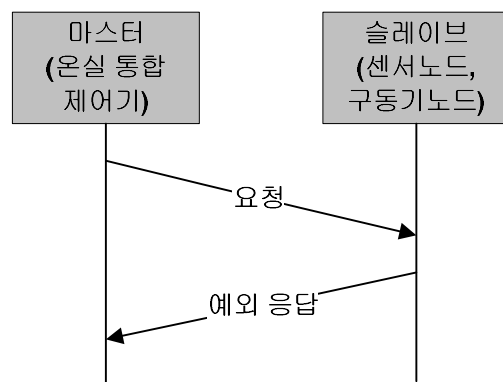 마스터
(온실 통합
제어기)
슬레이브
(센서노드,
구동기노드)
요청
예외 응답